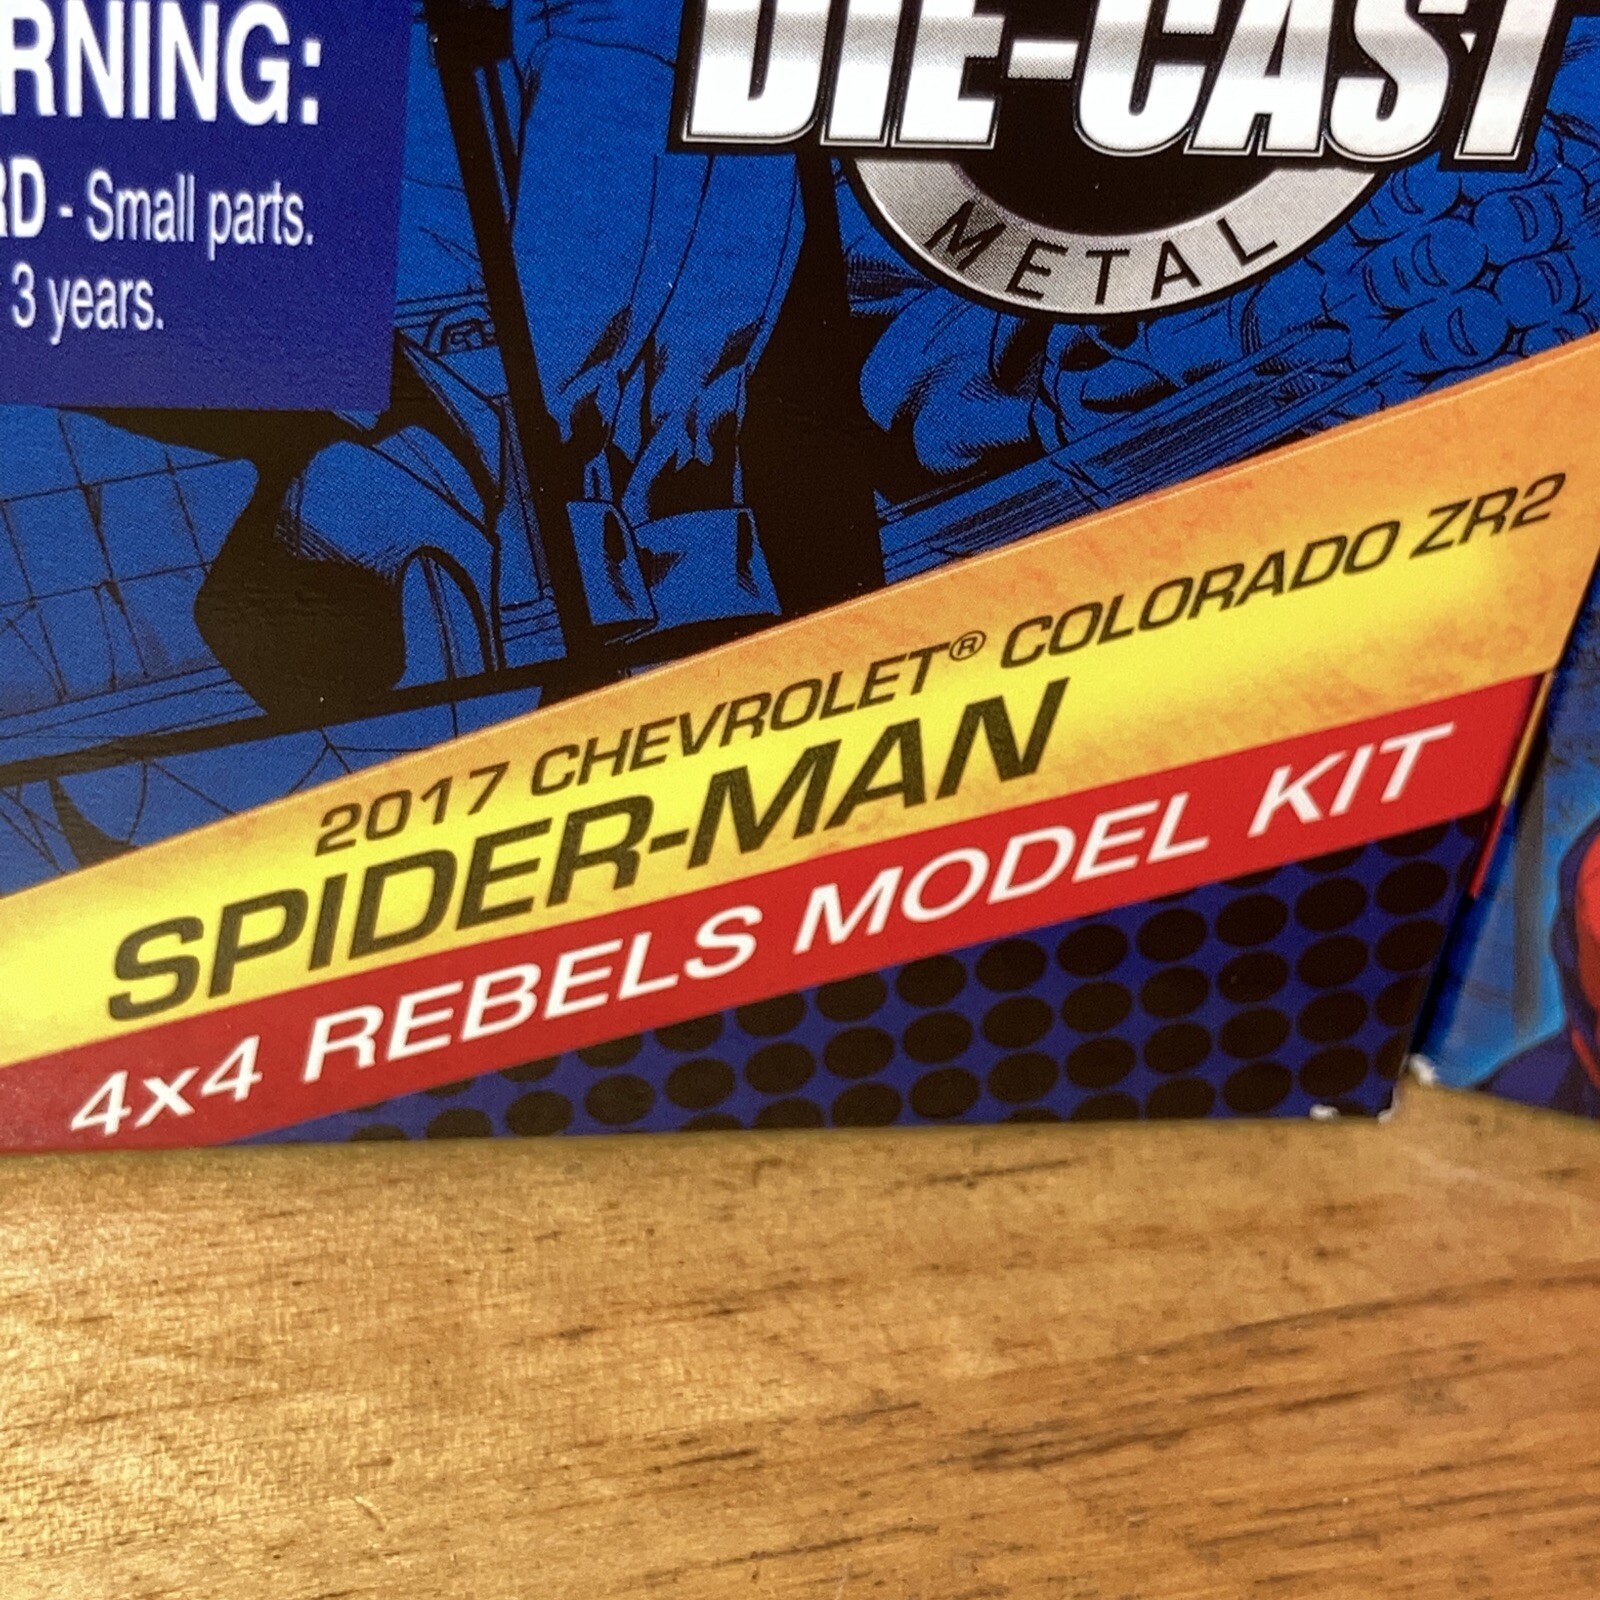 RNING:
RD - Small parts.
3 years.
DIE-CAST
METAL
2017 CHEVROLET® COLORADO ZR2
SPIDER-MAN
4x4 REBELS MODEL KIT